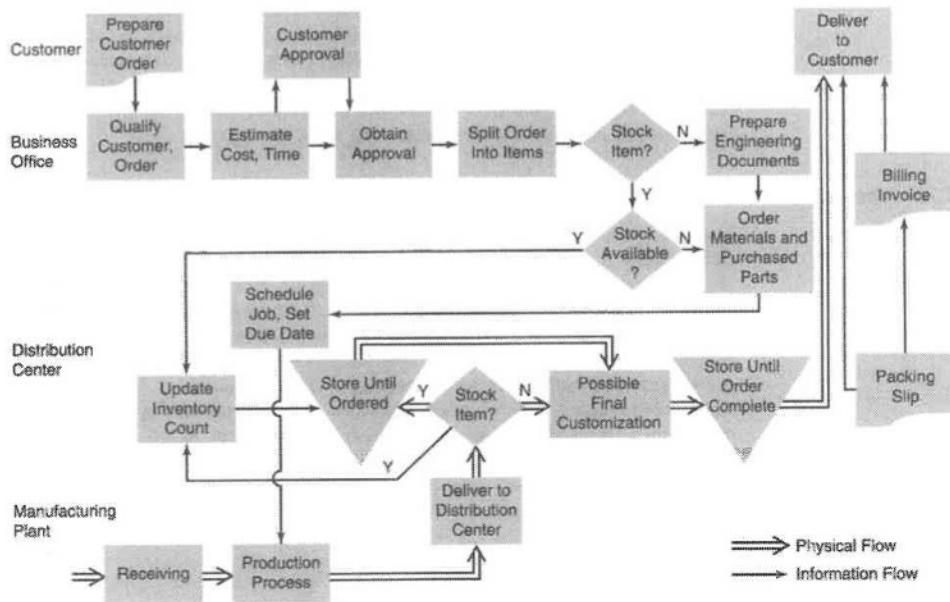 Customer
Prepare
Customer
Order
Customer
Approval
Deliver
to
Customer
Business
Office
Qualify
Customer,
Order
Estimate
Cost, Time
Obtain
Approval
Split Order
Into Items
Stock
Item?
N
Y
Prepare
Engineering
Documents
Billing
Invoice
Y
Stock
Available
?
N
Order
Materials and
Purchased
Parts
Schedule
Job, Set
Due Date
Distribution
Center
Update
Inventory
Count
Store Until
Ordered
Y
Stock
Item?
N
Y
Possible
Final
Customization
Store Until
Order
Complete
Packing
Slip
Manufacturing
Plant
Deliver to
Distribution
Center
Receiving
Production
Process
Physical Flow
Information Flow